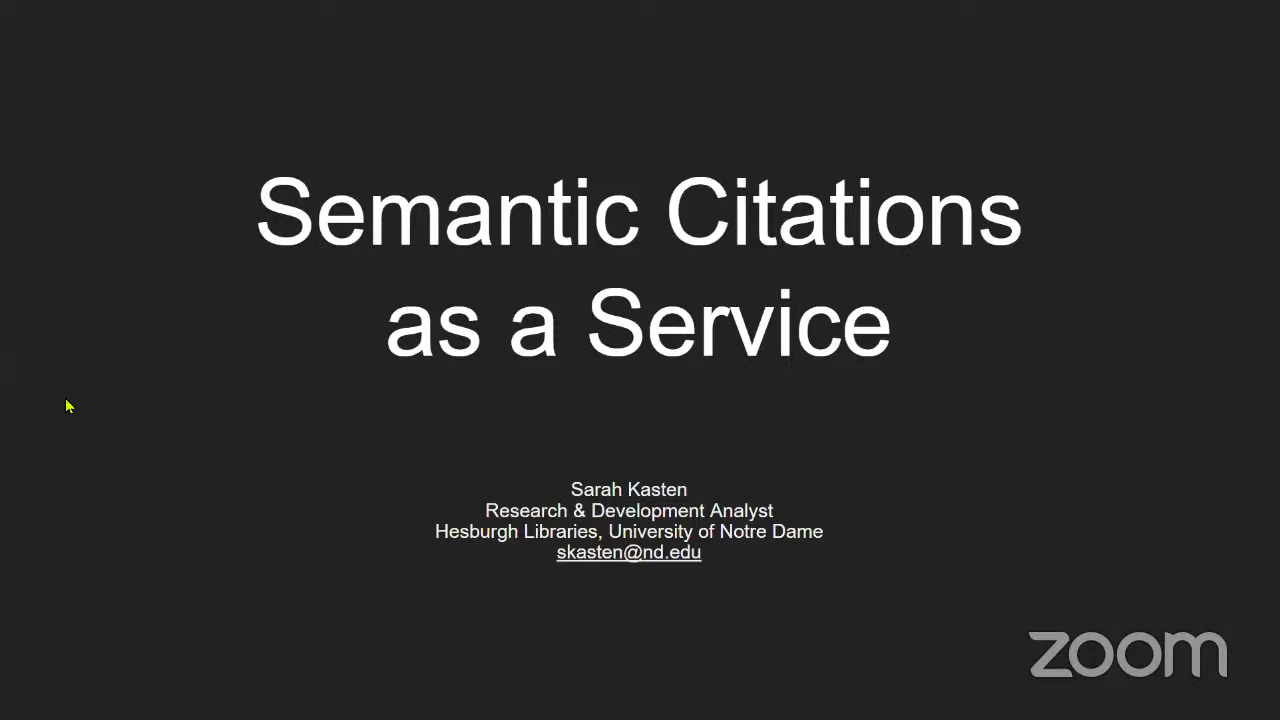 Semantic Citations
as a Service
Sarah Kasten
Research & Development Analyst
Hesburgh Libraries, University of Notre Dame
skasten@nd.edu
zoom